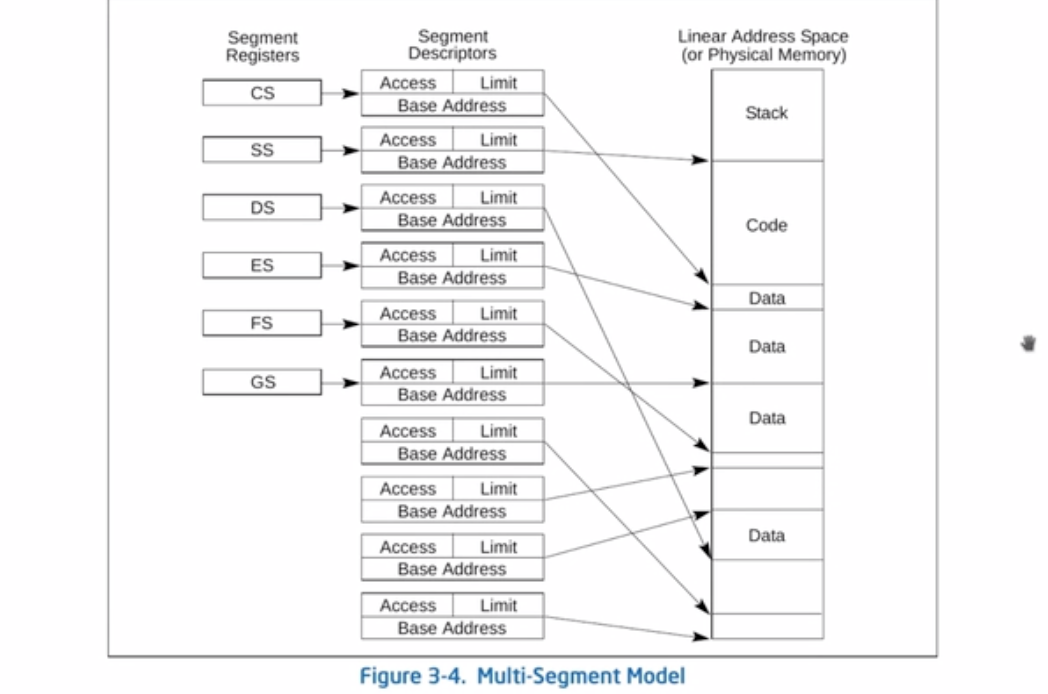 Segment
Registers
Segment
Descriptors
Linear Address Space
(or Physical Memory)
CS
Access Limit
Base Address
SS
Access Limit
Base Address
DS
Access Limit
Base Address
ES
Access Limit
Base Address
FS
Access Limit
Base Address
GS
Access Limit
Base Address
Access Limit
Base Address
Access Limit
Base Address
Access Limit
Base Address
Access Limit
Base Address
Stack
Code
Data
Data
Data
Data
Figure 3-4. Multi-Segment Model